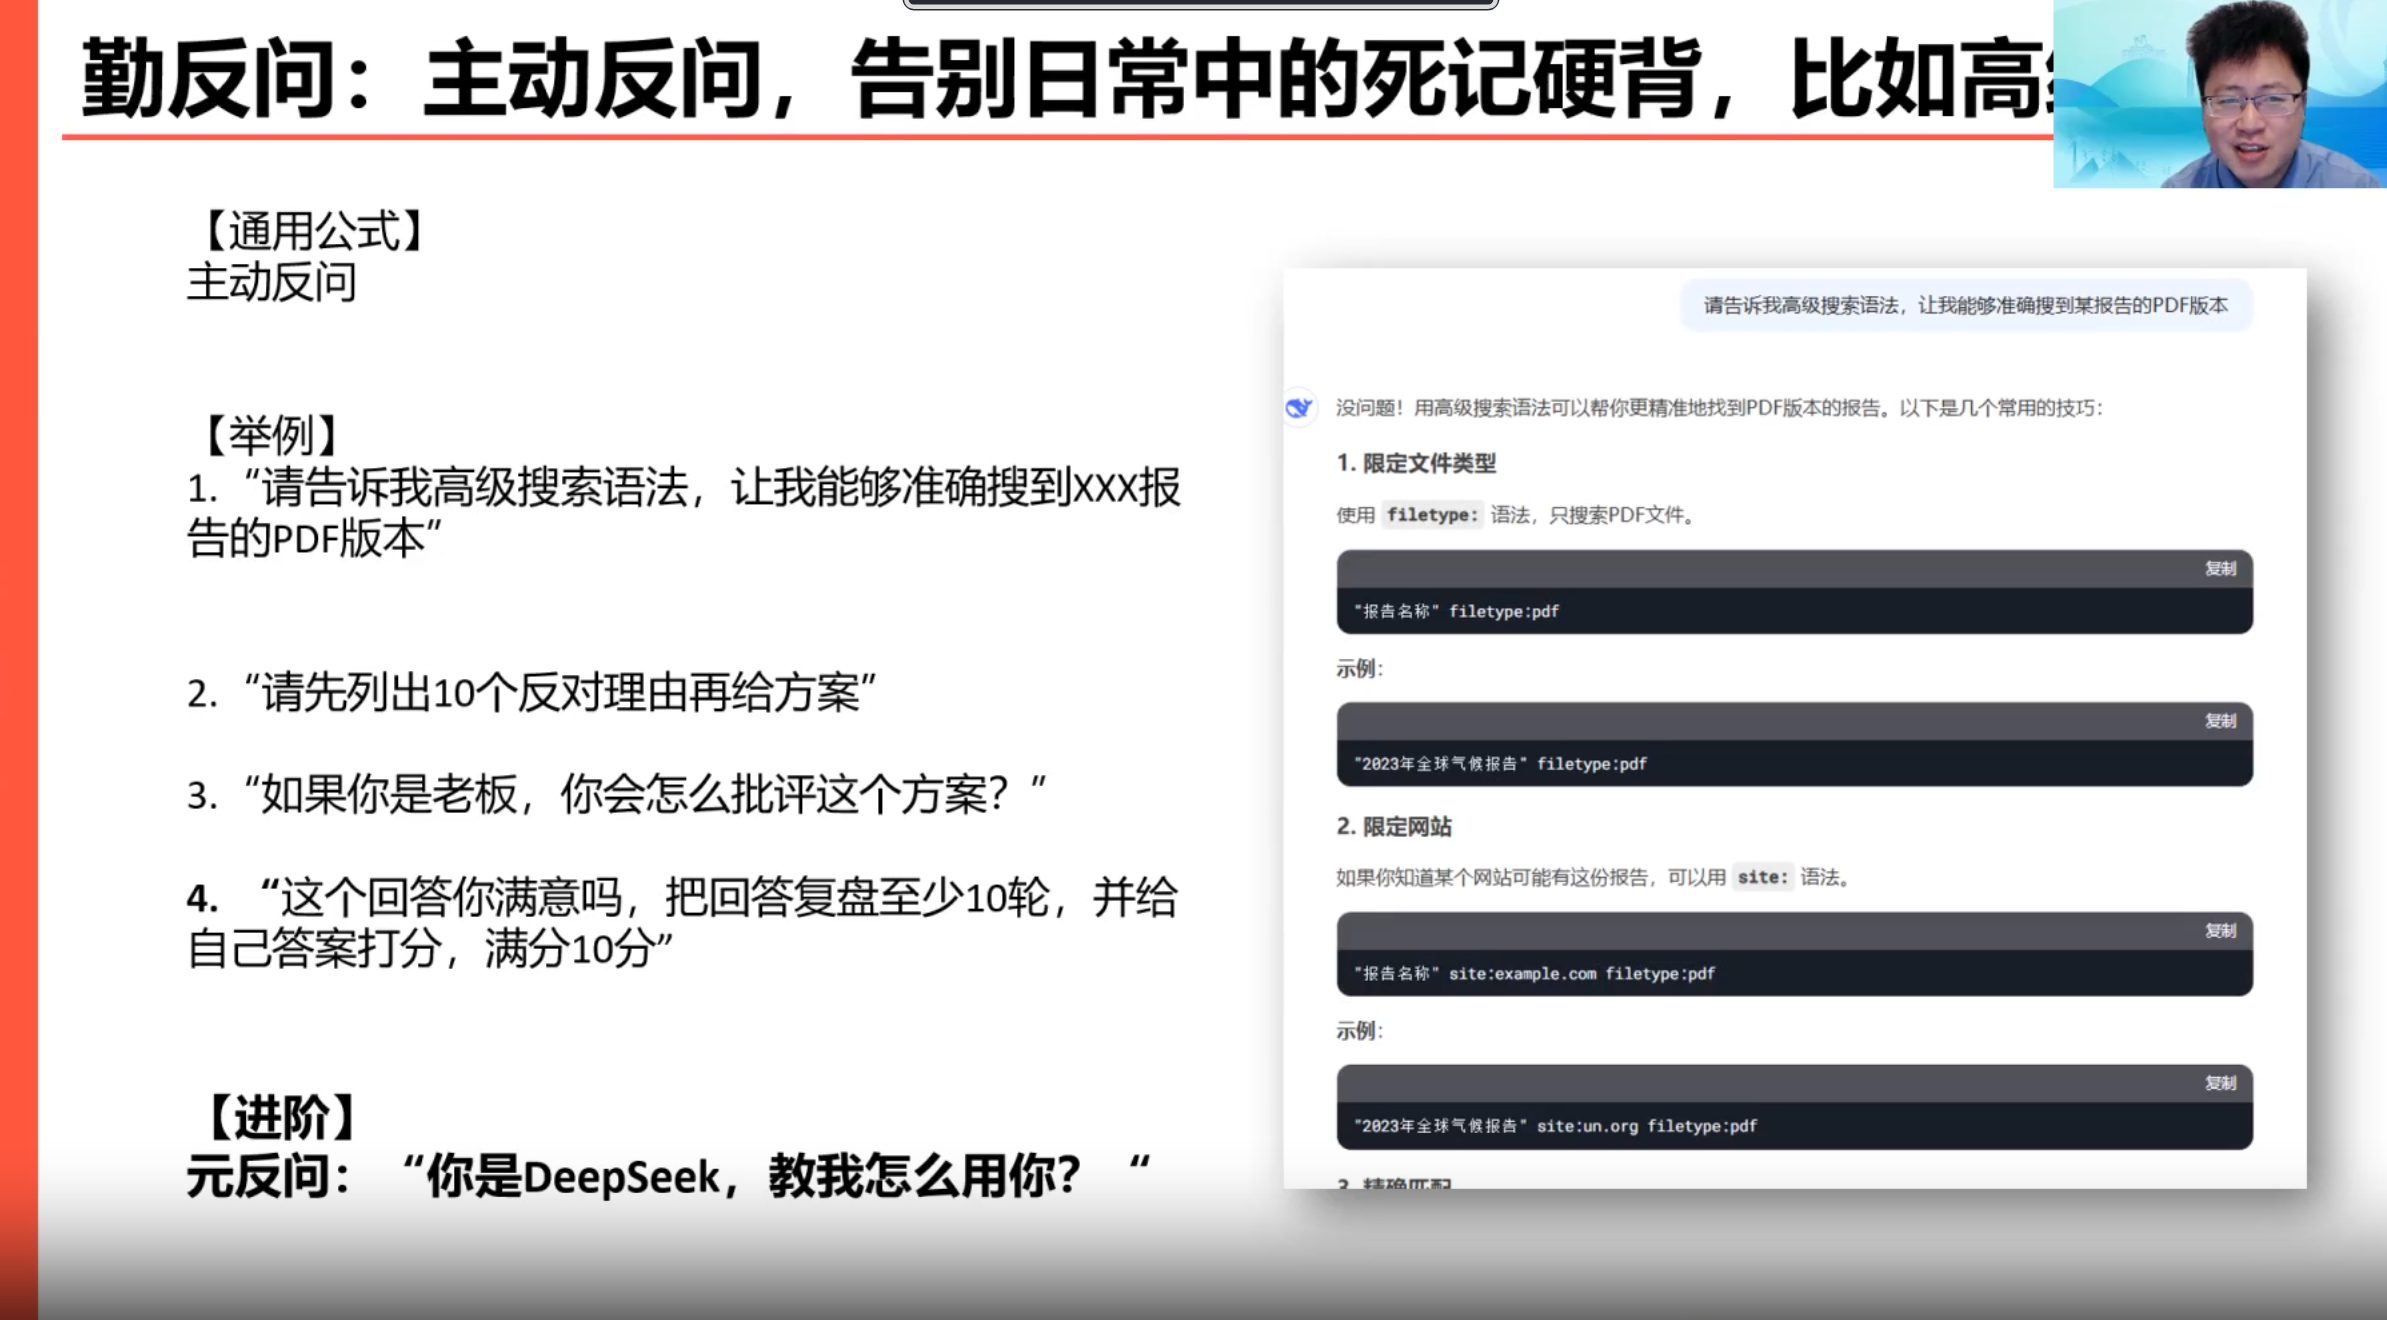 勤反问：主动反问，告别日常中的死记硬背，比如高
【通用公式】
主动反问
【举例】
1.“请告诉我高级搜索语法，让我能够准确搜到XXX报
告的PDF版本”
2.“请先列出10个反对理由再给方案”
3.“如果你是老板，你会怎么批评这个方案？”
4. “这个回答你满意吗，把回答复盘至少10轮，并给
自己答案打分，满分10分”
【进阶】
元反问：“你是DeepSeek，教我怎么用你？“
请告诉我高级搜索语法，让我能够准确搜到某报告的PDF版本
没问题！用高级搜索语法可以帮你更精准地找到PDF版本的报告。以下是几个常用的技巧：
1. 限定文件类型
使用 filetype: 语法，只搜索PDF文件。
复制
"报告名称" filetype:pdf
示例：
复制
"2023年全球气候报告" filetype:pdf
2. 限定网站
如果你知道某个网站可能有这份报告，可以用 site: 语法。
复制
"报告名称" site:example.com filetype:pdf
示例：
复制
"2023年全球气候报告" site:un.org filetype:pdf
3. 精确匹配